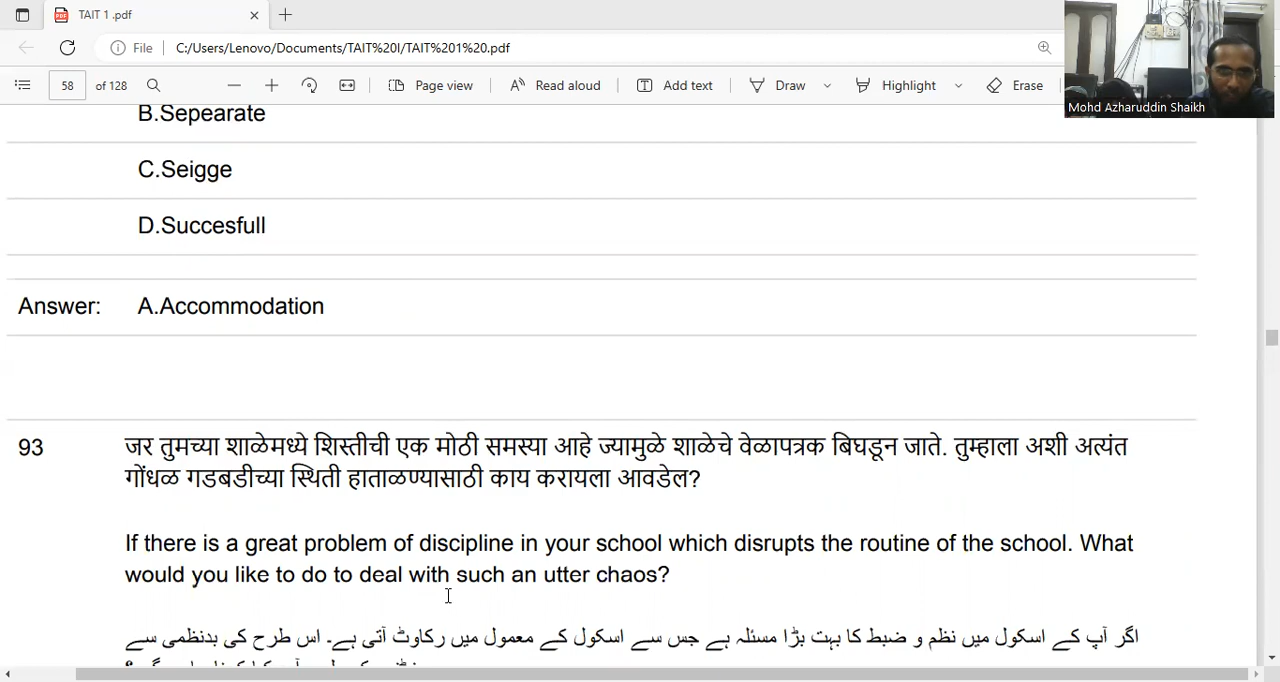 TAIT 1 .pdf
File
C:/Users/Lenovo/Documents/TAIT%20I/TAIT%201%20.pdf
58 of 128
Page view
Read aloud
Add text
Draw
Highlight
Erase
Mohd Azharuddin Shaikh
B.Sepearate
C.Seigge
D.Succesfull
Answer: A.Accommodation
93 जर तुमच्या शाळेमध्ये शिस्तीची एक मोठी समस्या आहे ज्यामुळे शाळेचे वेळापत्रक बिघडून जाते. तुम्हाला अशी अत्यंत
गोंधळ गडबडीच्या स्थिती हाताळण्यासाठी काय करायला आवडेल?
If there is a great problem of discipline in your school which disrupts the routine of the school. What
would you like to do to deal with such an utter chaos?
اگر آپ کے اسکول میں نظم و ضبط کا بہت بڑا مسئلہ ہے جس سے اسکول کے معمول میں رکاوٹ آتی ہے۔ اس طرح کی بدنظمی سے